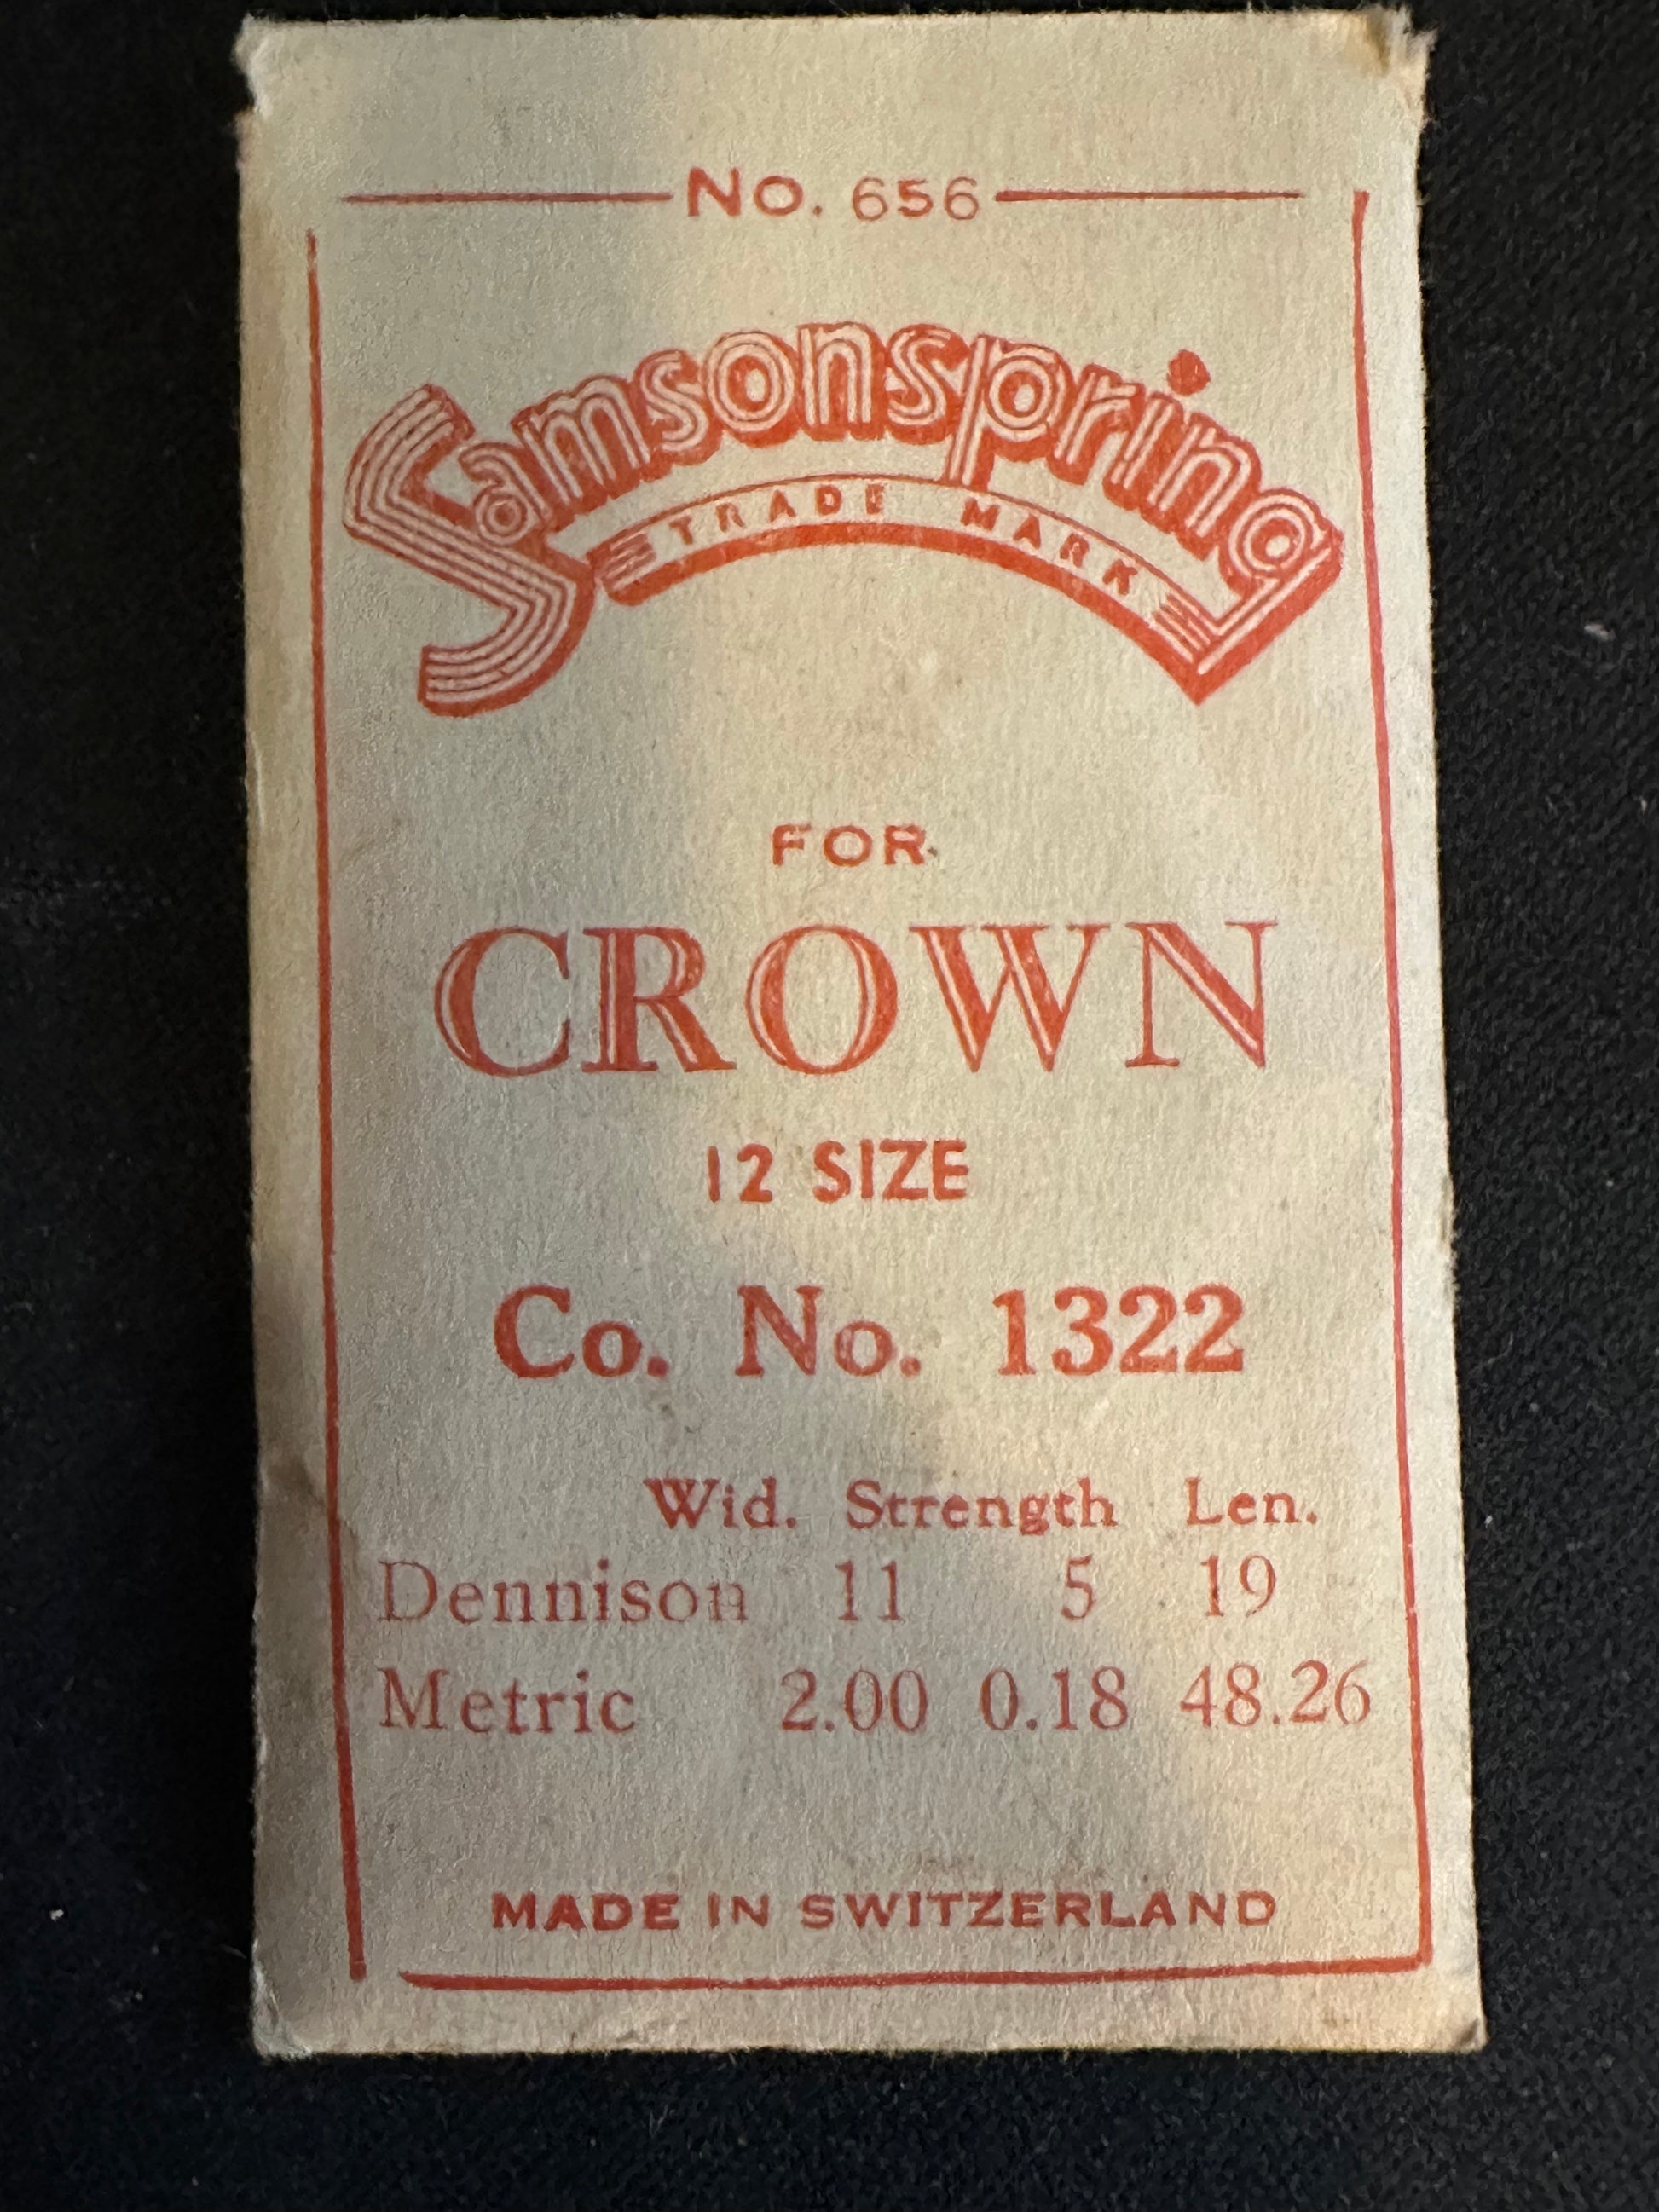 No. 656
Samsonspring
TRADE MARK
FOR
CROWN
12 SIZE
Co. No. 1322
Wid. Strength Len.
Dennison 11 5 19
Metric 2.00 0.18 48.26
MADE IN SWITZERLAND